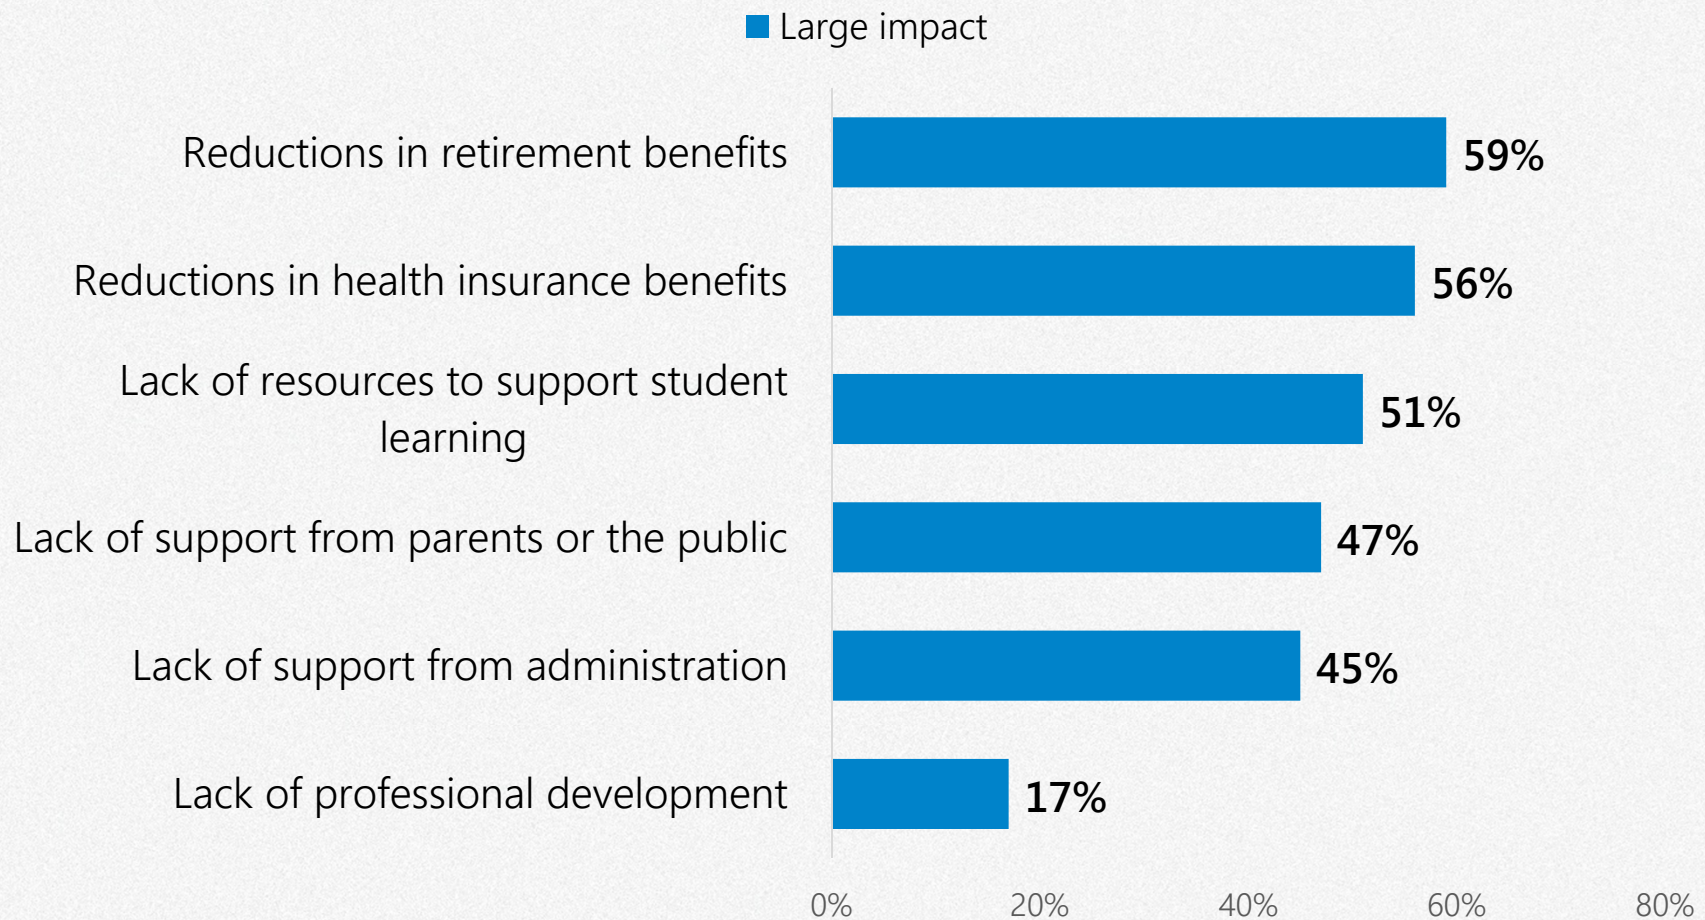 Large impact
Reductions in retirement benefits
59%
Reductions in health insurance benefits
56%
Lack of resources to support student
learning
51%
Lack of support from parents or the public
47%
Lack of support from administration
45%
Lack of professional development
17%
0% 20% 40% 60% 80%